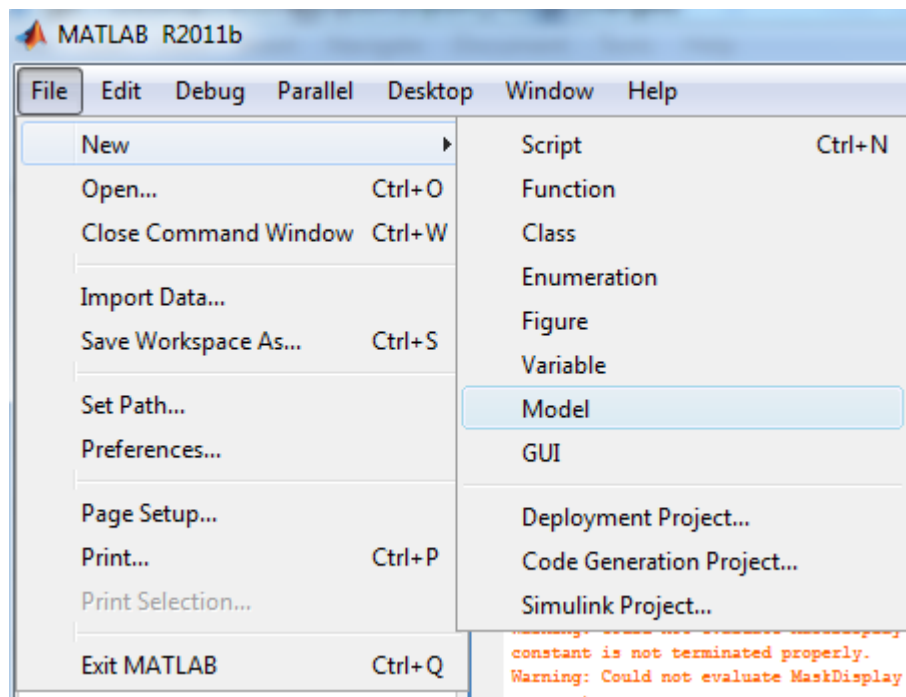 MATLAB R2011b
File Edit Debug Parallel Desktop Window Help
New
Open... Ctrl+O
Close Command Window Ctrl+W
Import Data...
Save Workspace As... Ctrl+S
Set Path...
Preferences...
Page Setup...
Print... Ctrl+P
Print Selection...
Exit MATLAB Ctrl+Q
Script Ctrl+N
Function
Class
Enumeration
Figure
Variable
Model
GUI
Deployment Project...
Code Generation Project...
Simulink Project...
constant is not terminated properly.
Warning: Could not evaluate MaskDisplay